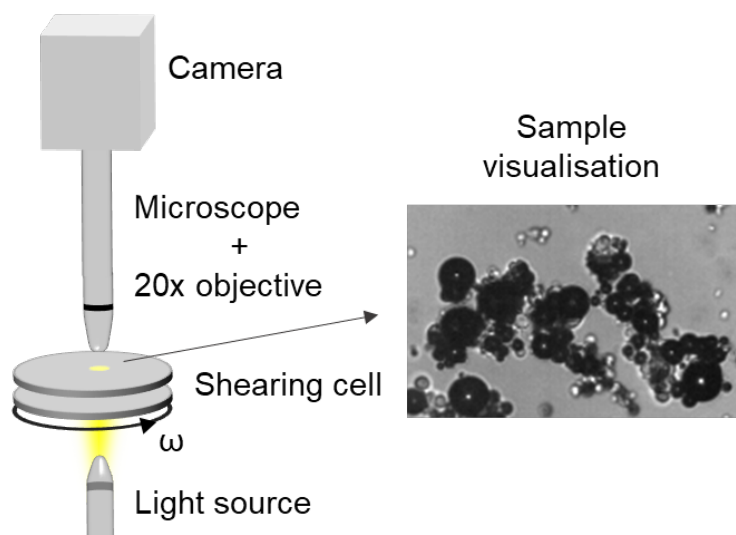 Camera
Microscope
+
20x objective
Shearing cell
ω
Light source
Sample
visualisation